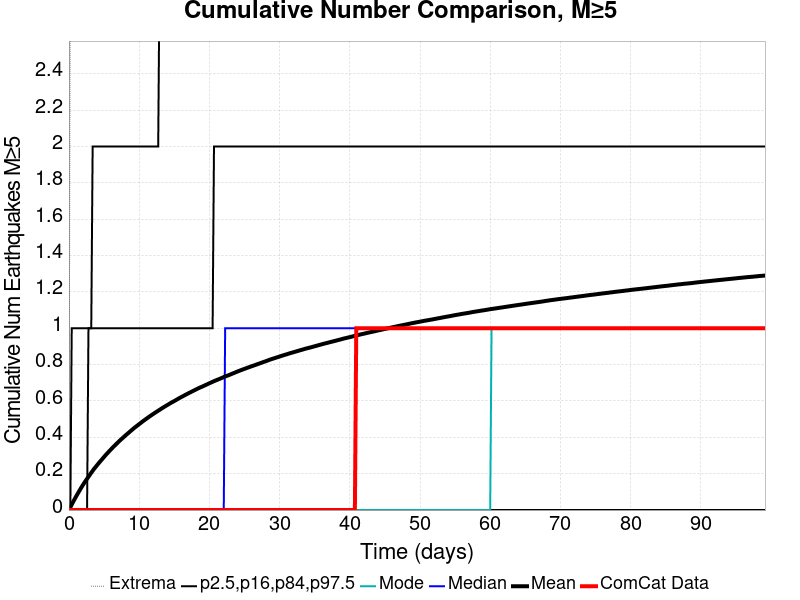 Cumulative Number Comparison, M≥5
Cumulative Num Earthquakes M≥5
2.4
2.2
2
1.8
1.6
1.4
1.2
1
0.8
0.6
0.4
0.2
0
0 10 20 30 40 50 60 70 80 90
Time (days)
Extrema p2.5,p16,p84,p97.5 Mode Median Mean ComCat Data